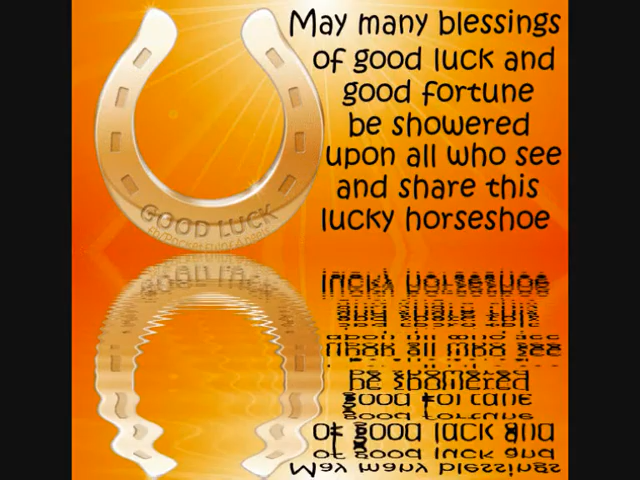 May many blessings
of good luck and
good fortune
be showered
upon all who see
and share this
lucky horseshoe
GOOD LUCK